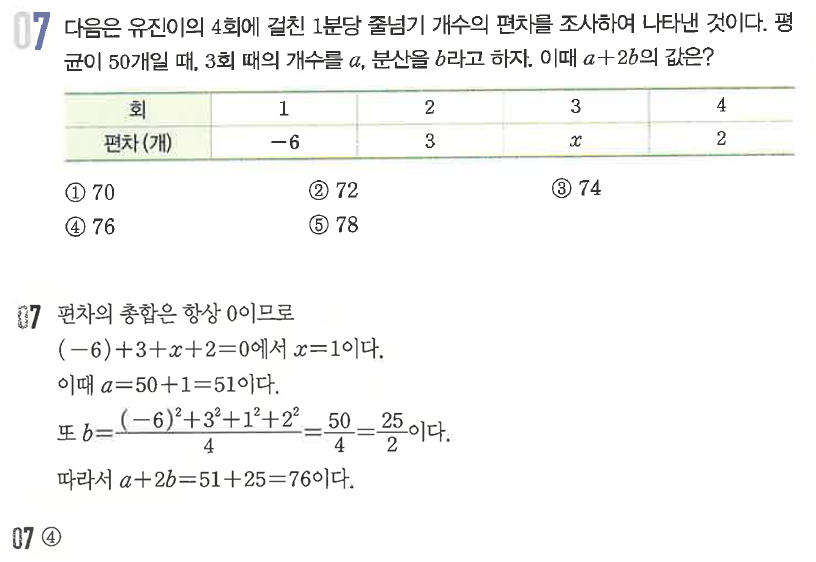 07 다음은 유진이의 4회에 걸친 1분당 줄넘기 개수의 편차를 조사하여 나타낸 것이다. 평
균이 50개일 때, 3회 때의 개수를 a, 분산을 b라고 하자. 이때 a+2b의 값은?
회 1 2 3 4
편차(개) −6 3 x 2
① 70 ② 72 ③ 74
④ 76 ⑤ 78
07 편차의 총합은 항상 0이므로
(−6)+3+x+2=0에서 x=1이다.
이때 a=50+1=51이다.
또 b=\frac{(−6)²+3²+1²+2²}{4}=\frac{50}{4}=\frac{25}{2}이다.
따라서 a+2b=51+25=76이다.
07 ④